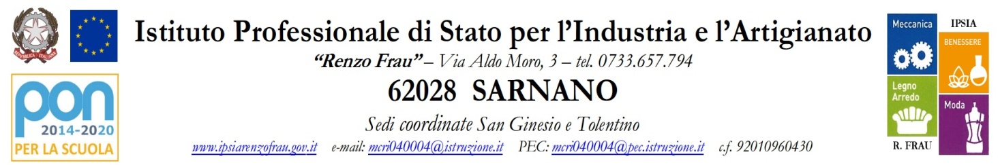 REPVBBLICA ITALIANA
Istituto Professionale di Stato per l'Industria e l'Artigianato
"Renzo Frau" – Via Aldo Moro, 3 – tel. 0733.657.794
62028 SARNANO
Sedi coordinate San Ginesio e Tolentino
www.ipsiarenzofrau.gov.it e-mail: mcri040004@istruzione.it PEC: mcri040004@pec.istruzione.it c.f. 92010960430
pon
2014-2020
PER LA SCUOLA
Meccanica
IPSIA
BENESSERE
Legno
Arredo
Moda
R. FRAU